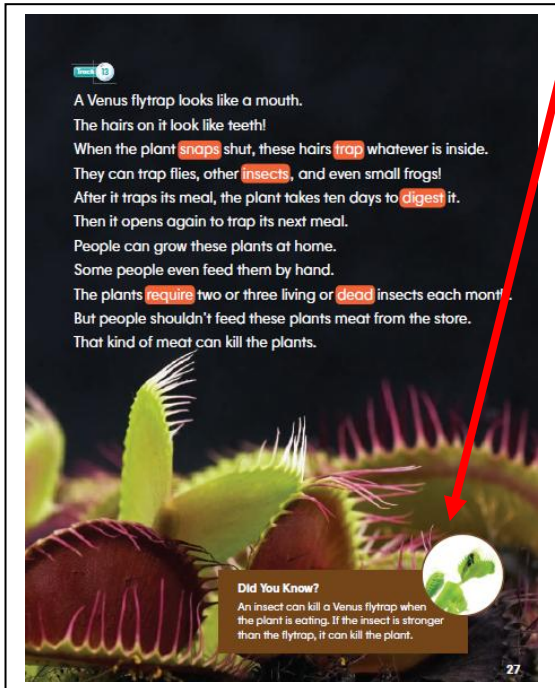 Track 13
A Venus flytrap looks like a mouth.
The hairs on it look like teeth!
When the plant snaps shut, these hairs trap whatever is inside.
They can trap flies, other insects, and even small frogs!
After it traps its meal, the plant takes ten days to digest it.
Then it opens again to trap its next meal.
People can grow these plants at home.
Some people even feed them by hand.
The plants require two or three living or dead insects each month.
But people shouldn't feed these plants meat from the store.
That kind of meat can kill the plants.
Did You Know?
An insect can kill a Venus flytrap when
the plant is eating. If the insect is stronger
than the flytrap, it can kill the plant.
27